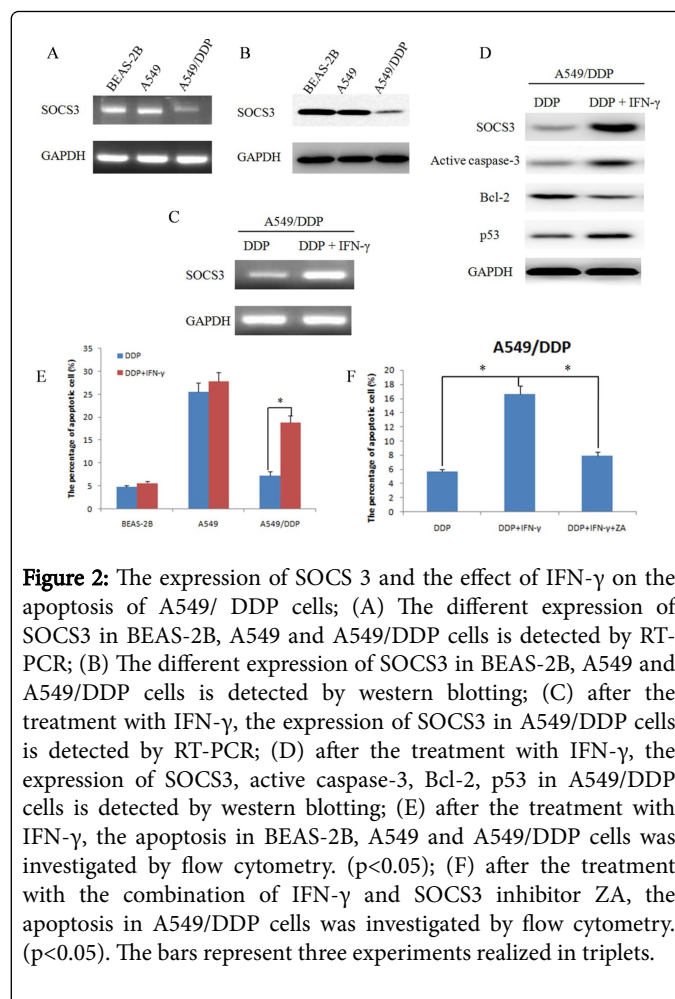 A
BEAS-2B
A549
A549/DDP
SOCS3
GAPDH
B
BEAS-2B
A549
A549/DDP
SOCS3
GAPDH
D
A549/DDP
DDP DDP + IFN-γ
SOCS3
Active caspase-3
Bcl-2
p53
GAPDH
C
A549/DDP
DDP DDP + IFN-γ
SOCS3
GAPDH
E
The percentage of apoptotic cell (%)
35
30
25
20
15
10
5
0
DDP
DDP+IFN-γ
*
BEAS-2B A549 A549/DDP
F
A549/DDP
The percentage of apoptotic cell (%)
20
18
16
14
12
10
8
6
4
2
0
* *
DDP DDP+IFN-γ DDP+IFN-γ+ZA
Figure 2: The expression of SOCS 3 and the effect of IFN-γ on the
apoptosis of A549/ DDP cells; (A) The different expression of
SOCS3 in BEAS-2B, A549 and A549/DDP cells is detected by RT-
PCR; (B) The different expression of SOCS3 in BEAS-2B, A549 and
A549/DDP cells is detected by western blotting; (C) after the
treatment with IFN-γ, the expression of SOCS3 in A549/DDP cells
is detected by RT-PCR; (D) after the treatment with IFN-γ, the
expression of SOCS3, active caspase-3, Bcl-2, p53 in A549/DDP
cells is detected by western blotting; (E) after the treatment with
IFN-γ, the apoptosis in BEAS-2B, A549 and A549/DDP cells was
investigated by flow cytometry. (p<0.05); (F) after the treatment
with the combination of IFN-γ and SOCS3 inhibitor ZA, the
apoptosis in A549/DDP cells was investigated by flow cytometry.
(p<0.05). The bars represent three experiments realized in triplets.